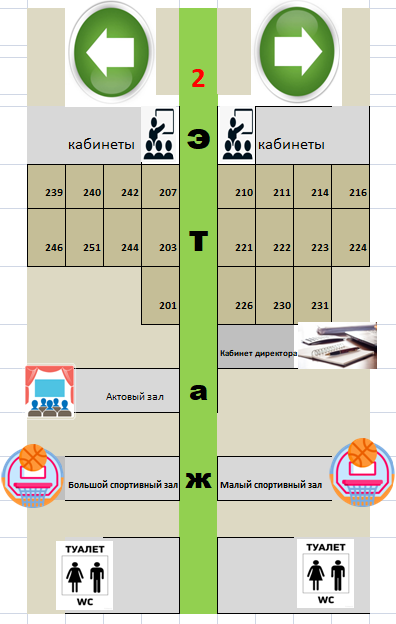 2
Э
кабинеты кабинеты
239 240 242 207 210 211 214 216
т
246 251 244 203 221 222 223 224
201 226 230 231
Кабинет директора
а
Актовый зал
ж
Большой спортивный зал Малый спортивный зал
ТУАЛЕТ ТУАЛЕТ
WC WC